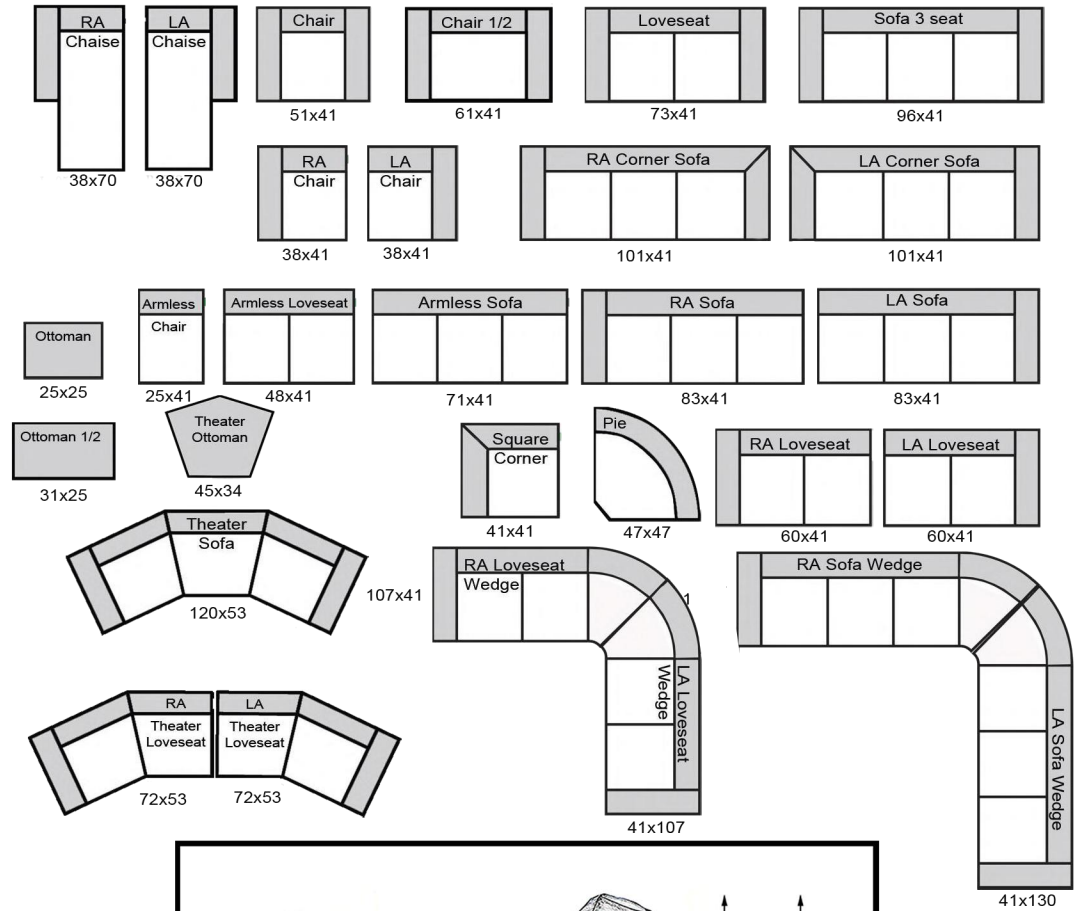 RA
Chaise
38x70
LA
Chaise
38x70
Chair
51x41
Chair 1/2
61x41
Loveseat
73x41
Sofa 3 seat
96x41
RA
Chair
38x41
LA
Chair
38x41
RA Corner Sofa
101x41
LA Corner Sofa
101x41
Ottoman
25x25
Armless
Chair
25x41
Armless Loveseat
48x41
Armless Sofa
71x41
RA Sofa
83x41
LA Sofa
83x41
Ottoman 1/2
31x25
Theater
Ottoman
45x34
Square
Corner
41x41
Pie
47x47
RA Loveseat
60x41
LA Loveseat
60x41
Theater
Sofa
120x53
107x41
RA Loveseat
Wedge
1
LA Loveseat
Wedge
41x107
RA Sofa Wedge
LA Sofa Wedge
41x130
RA
Theater
Loveseat
72x53
LA
Theater
Loveseat
72x53